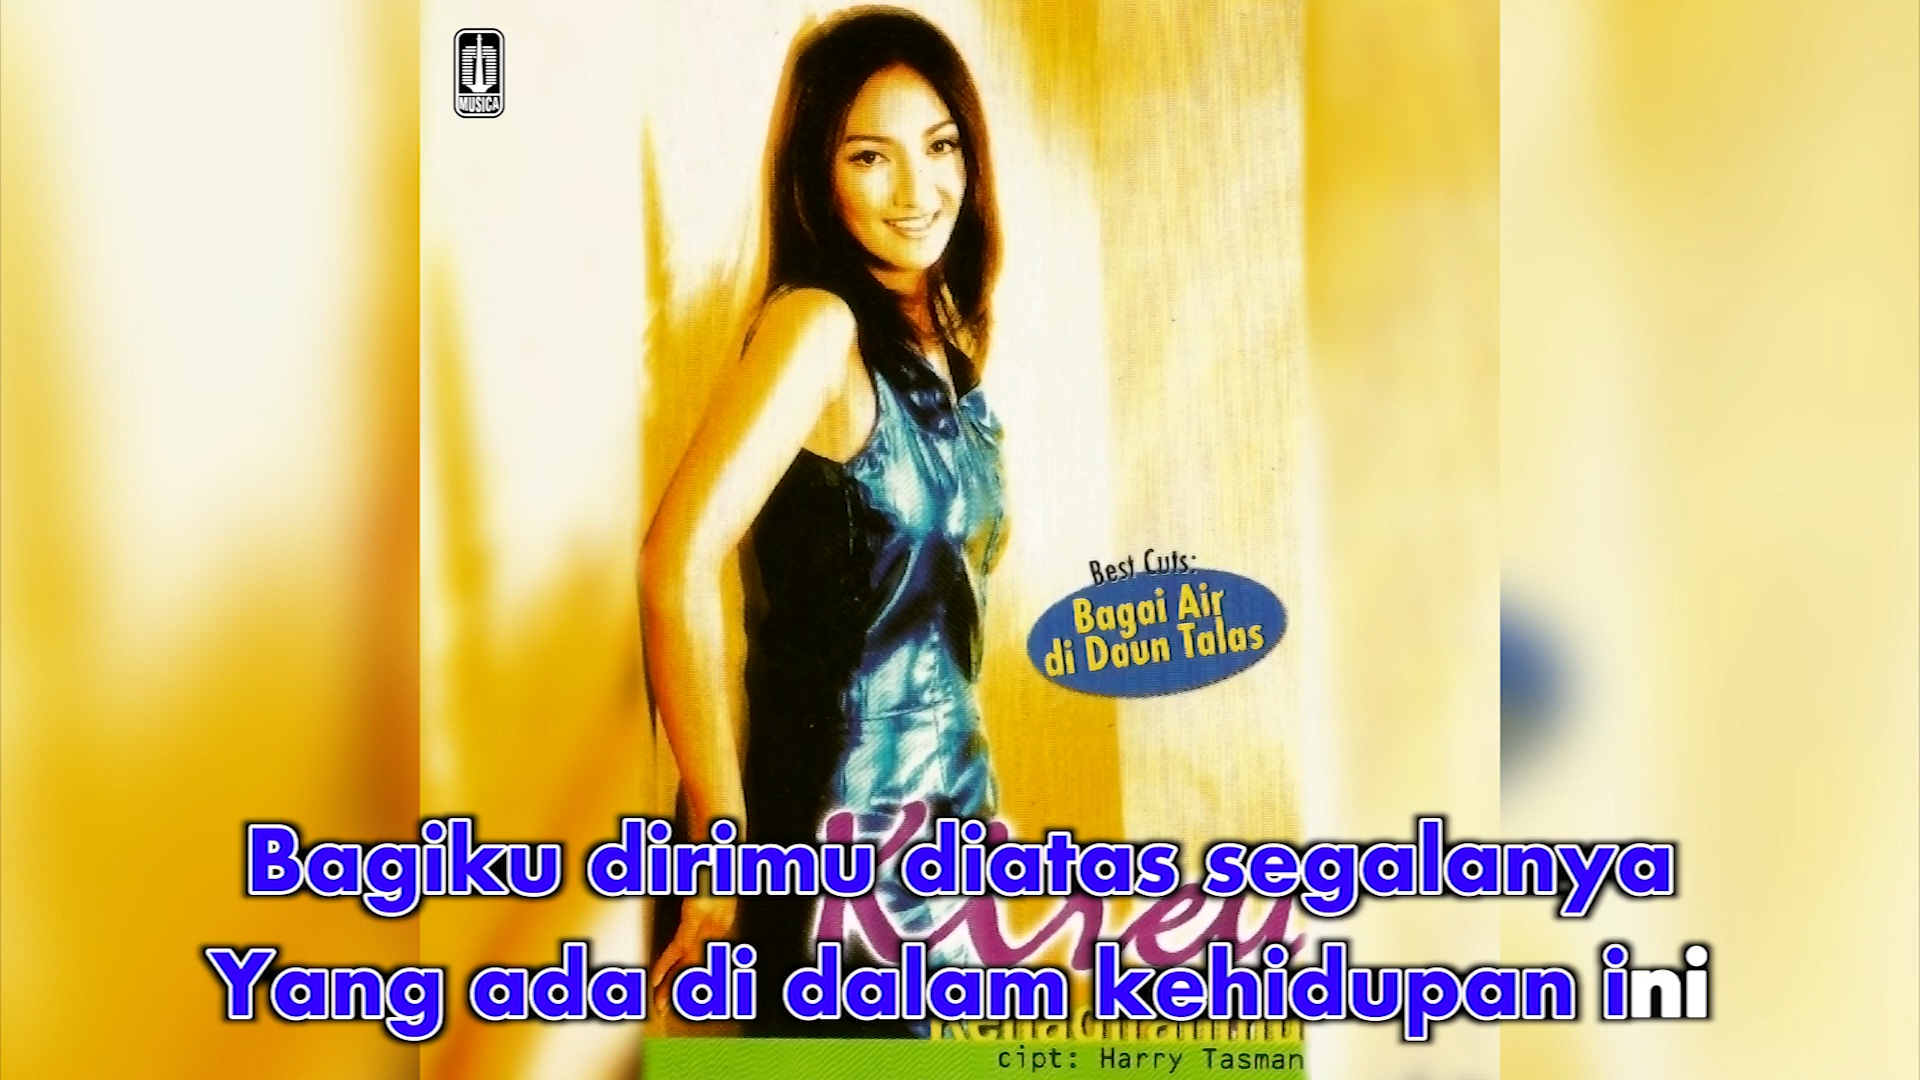 MUSICA
Best Cuts:
Bagai Air
di Daun Talas
Bagiku dirimu diatas segalanya
Yang ada di dalam kehidupan ini
cipt: Harry Tasman